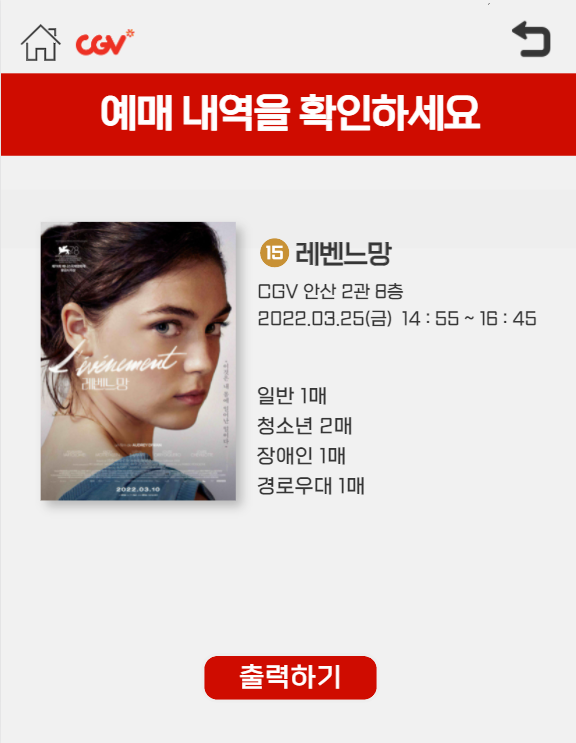 CGV
예매 내역을 확인하세요
15 레벤느망
CGV 안산 2관 8층
2022.03.25(금) 14 : 55 ~ 16 : 45
L'événement
레벤느망
일반 1매
청소년 2매
장애인 1매
경로우대 1매
2022.03.10
출력하기